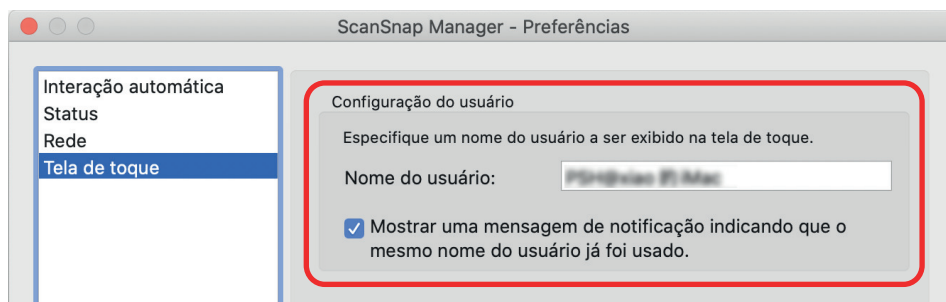 ScanSnap Manager - Preferências
Interação automática
Status
Rede
Tela de toque
Configuração do usuário
Especifique um nome do usuário a ser exibido na tela de toque.
Nome do usuário:
Mostrar uma mensagem de notificação indicando que o
mesmo nome do usuário já foi usado.